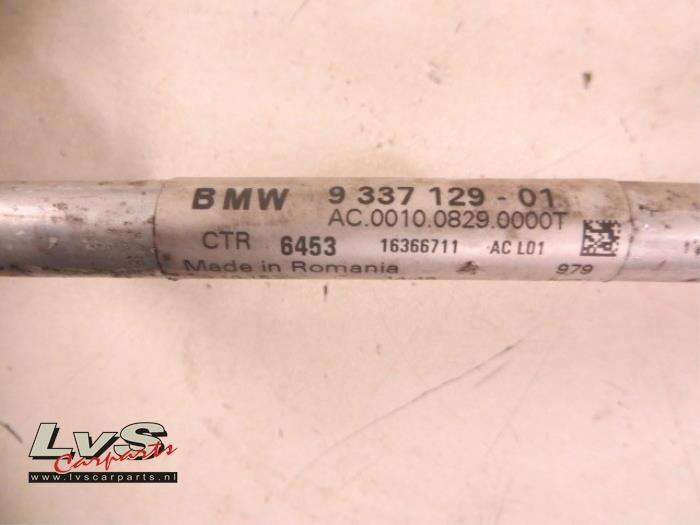 BMW 9 337 129 - 01
AC.0010.0829.0000T
CTR 6453 16366711 AC L01
Made in Romania 979
LvS
Carparts
www.lvscarparts.nl